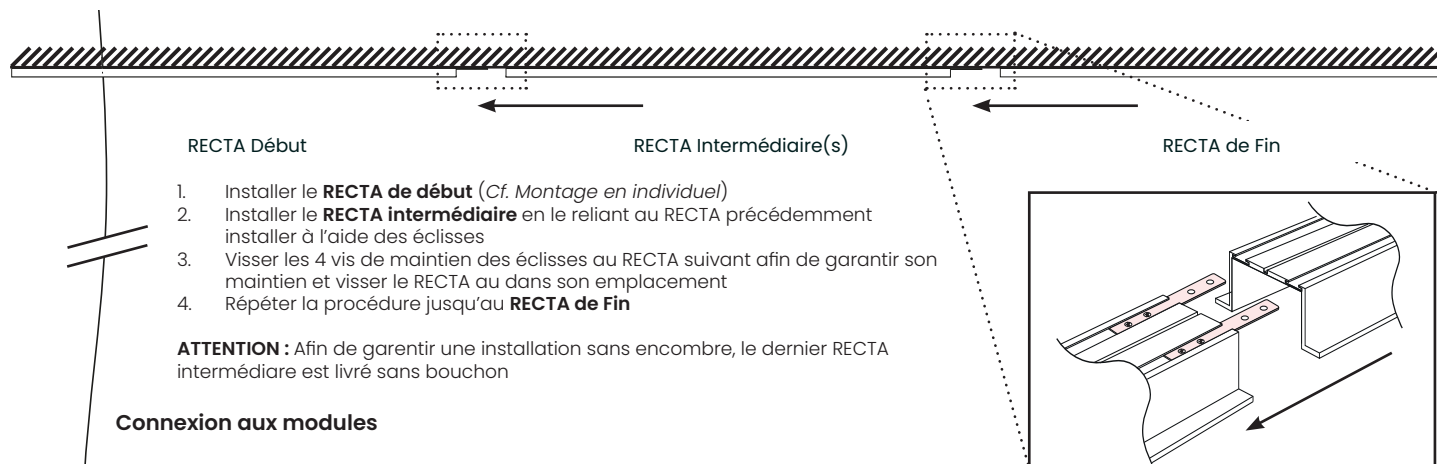 RECTA Début
RECTA Intermédiaire(s)
RECTA de Fin
1. Installer le RECTA de début (Cf. Montage en individuel)
2. Installer le RECTA intermédiaire en le reliant au RECTA précédemment
installer à l'aide des éclisses
3. Visser les 4 vis de maintien des éclisses au RECTA suivant afin de garantir son
maintien et visser le RECTA au dans son emplacement
4. Répéter la procédure jusqu'au RECTA de Fin
ATTENTION : Afin de garentir une installation sans encombre, le dernier RECTA
intermédiare est livré sans bouchon
Connexion aux modules